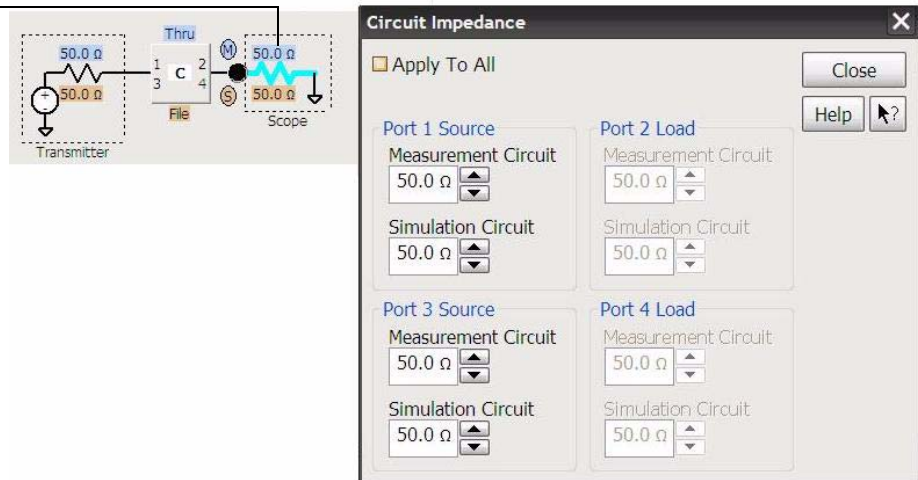 Thru
50.0 Ω
M
50.0 Ω
1
2
C
3
4
50.0 Ω
S
50.0 Ω
File
Scope
Transmitter
Circuit Impedance
Apply To All
Close
Help
?
Port 1 Source
Measurement Circuit
50.0 Ω
Simulation Circuit
50.0 Ω
Port 2 Load
Measurement Circuit
50.0 Ω
Simulation Circuit
50.0 Ω
Port 3 Source
Measurement Circuit
50.0 Ω
Simulation Circuit
50.0 Ω
Port 4 Load
Measurement Circuit
50.0 Ω
Simulation Circuit
50.0 Ω